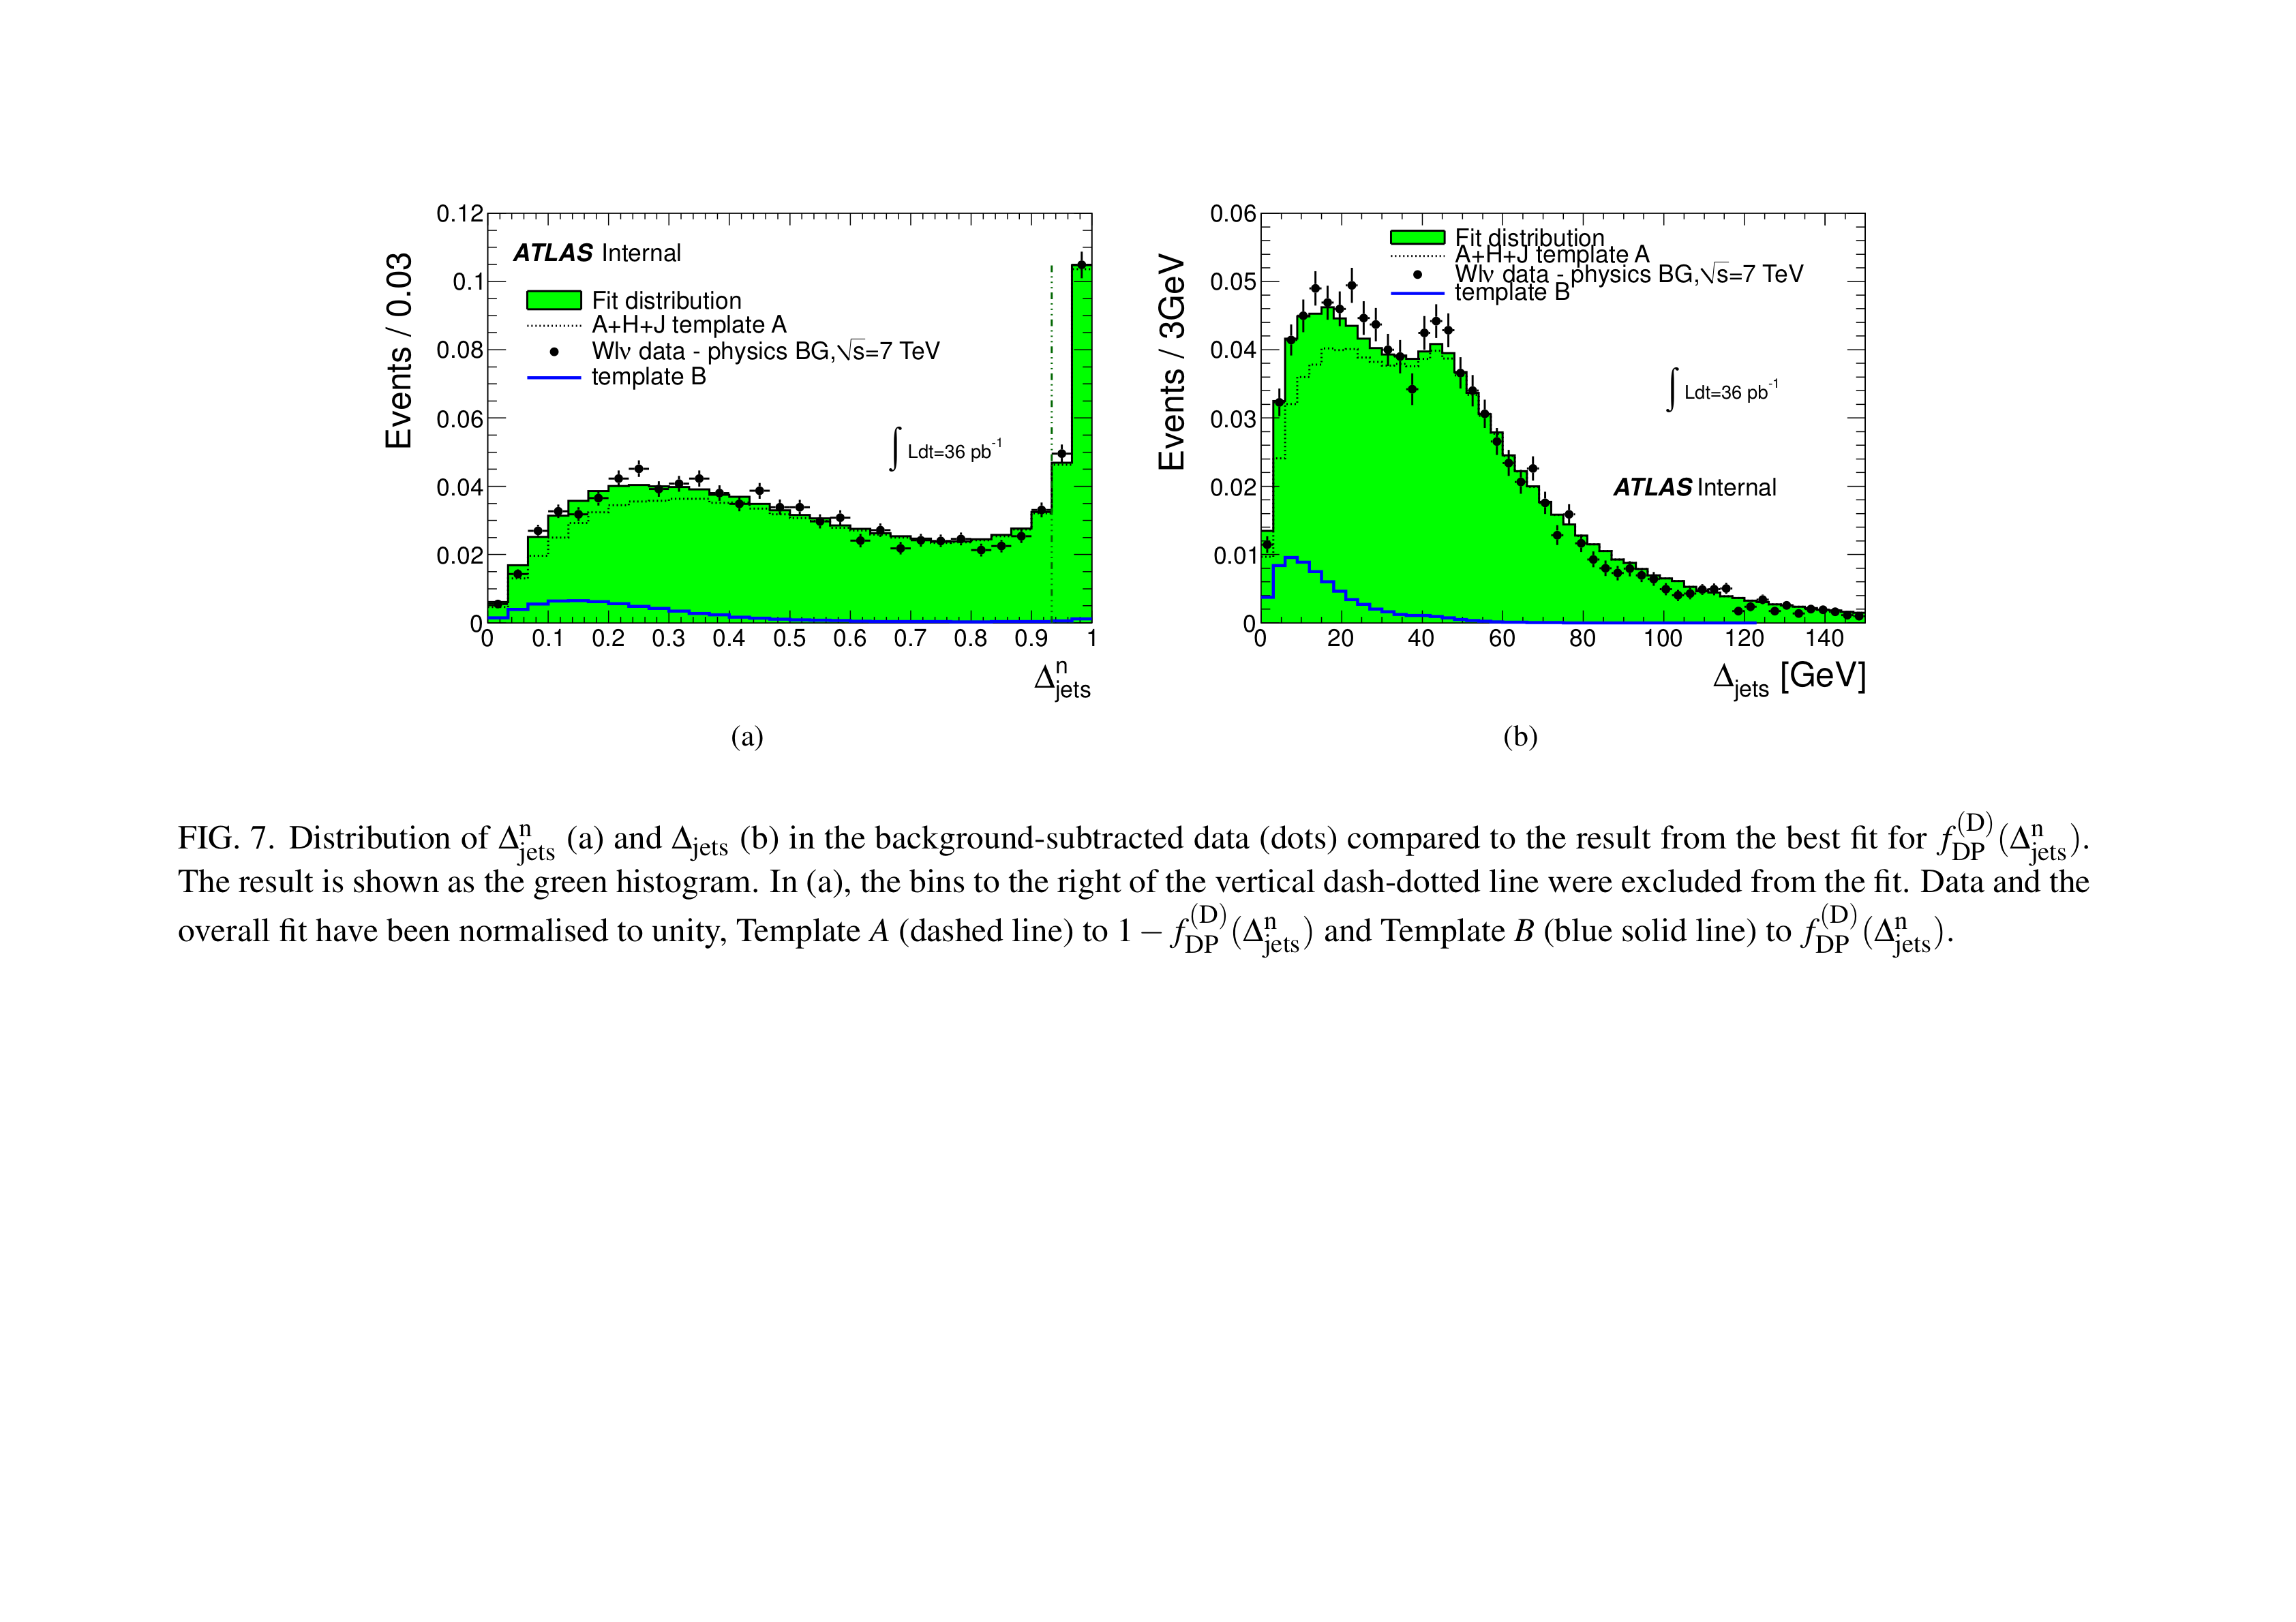 0.12
0.1
0.08
0.06
0.04
0.02
0
Events / 0.03
ATLAS Internal
Fit distribution
A+H+J template A
Wlν data - physics BG,√s=7 TeV
template B
∫ Ldt=36 pb⁻¹
0 0.1 0.2 0.3 0.4 0.5 0.6 0.7 0.8 0.9 1
Δⁿjets
(a)
0.06
0.05
0.04
0.03
0.02
0.01
0
Events / 3GeV
Fit distribution
A+H+J template A
Wlν data - physics BG,√s=7 TeV
template B
∫ Ldt=36 pb⁻¹
ATLAS Internal
0 20 40 60 80 100 120 140
Δjets [GeV]
(b)
FIG. 7. Distribution of Δⁿjets (a) and Δjets (b) in the background-subtracted data (dots) compared to the result from the best fit for f(D)DP(Δⁿjets).
The result is shown as the green histogram. In (a), the bins to the right of the vertical dash-dotted line were excluded from the fit. Data and the
overall fit have been normalised to unity, Template A (dashed line) to 1 − f(D)DP(Δⁿjets) and Template B (blue solid line) to f(D)DP(Δⁿjets).